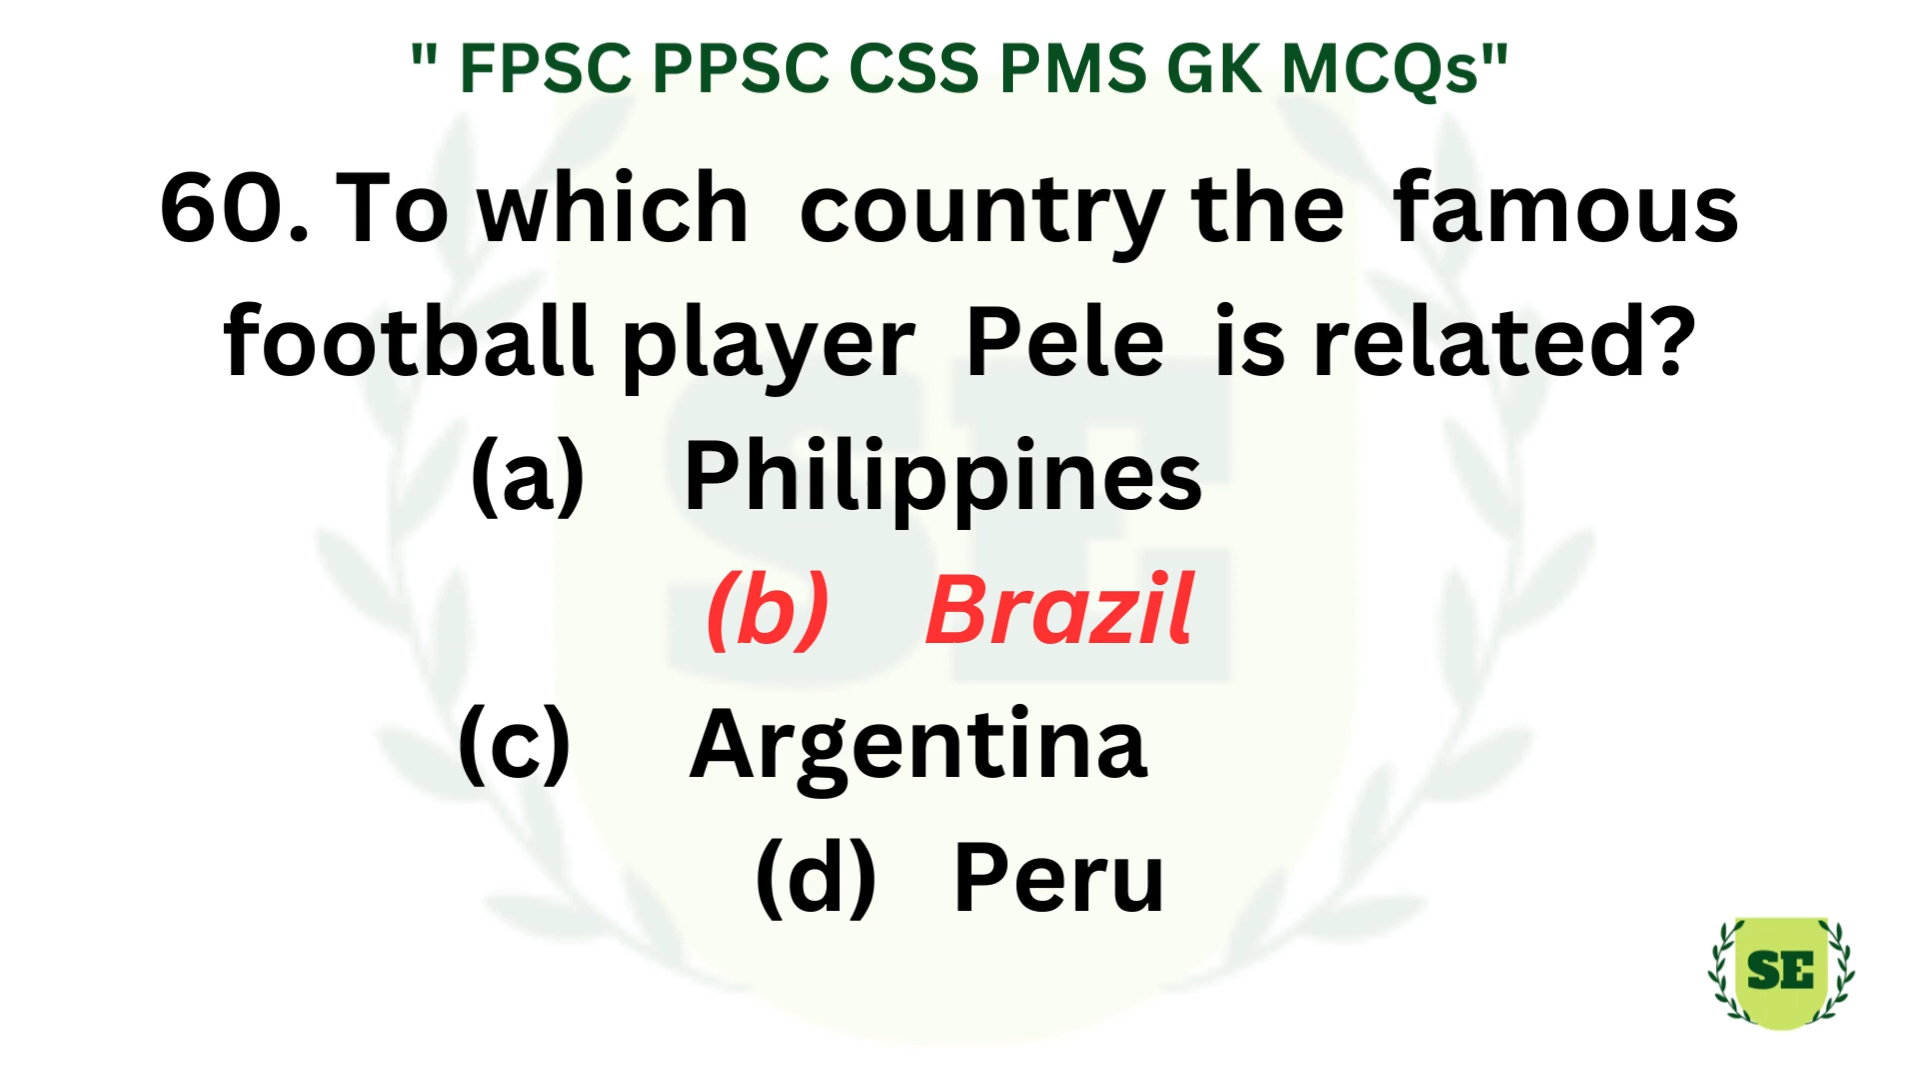 " FPSC PPSC CSS PMS GK MCQs"
60. To which country the famous
football player Pele is related?
(a) Philippines
(b) Brazil
(c) Argentina
(d) Peru
SE
SE